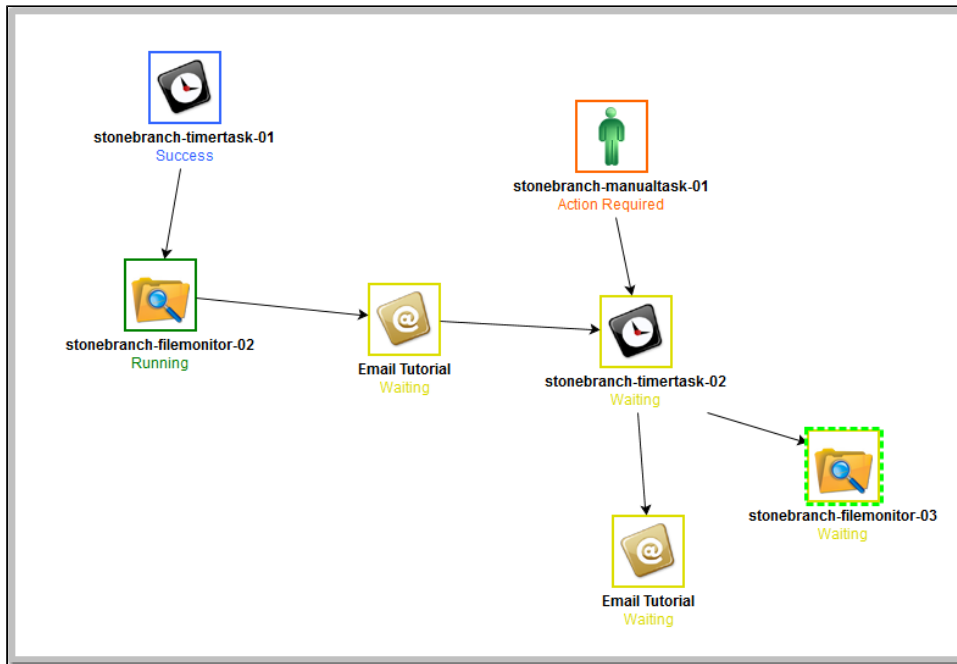 stonebranch-timertask-01
Success
stonebranch-manualtask-01
Action Required
stonebranch-filemonitor-02
Running
@
Email Tutorial
Waiting
stonebranch-timertask-02
Waiting
stonebranch-filemonitor-03
Waiting
@
Email Tutorial
Waiting